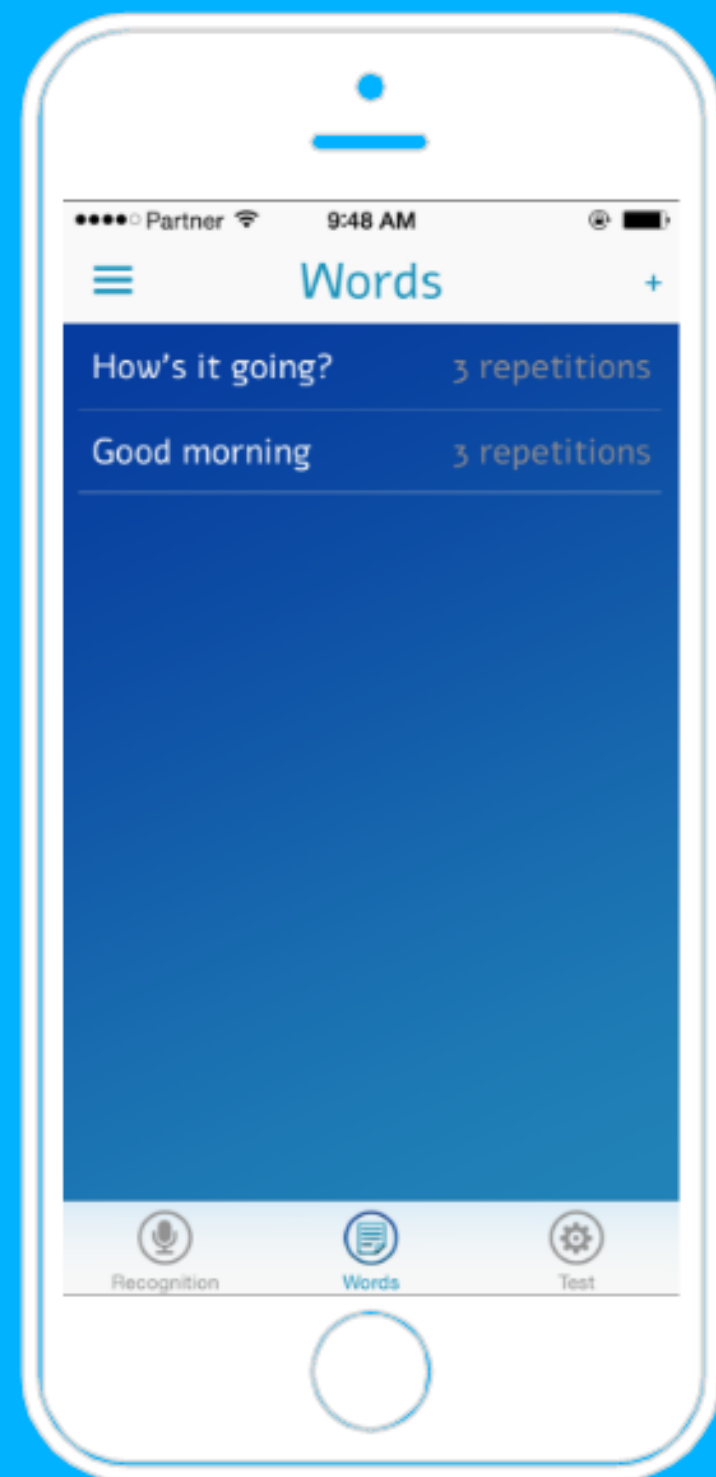 Partner 9:48 AM
Words +
How's it going? 3 repetitions
Good morning 3 repetitions
Recognition Words Test